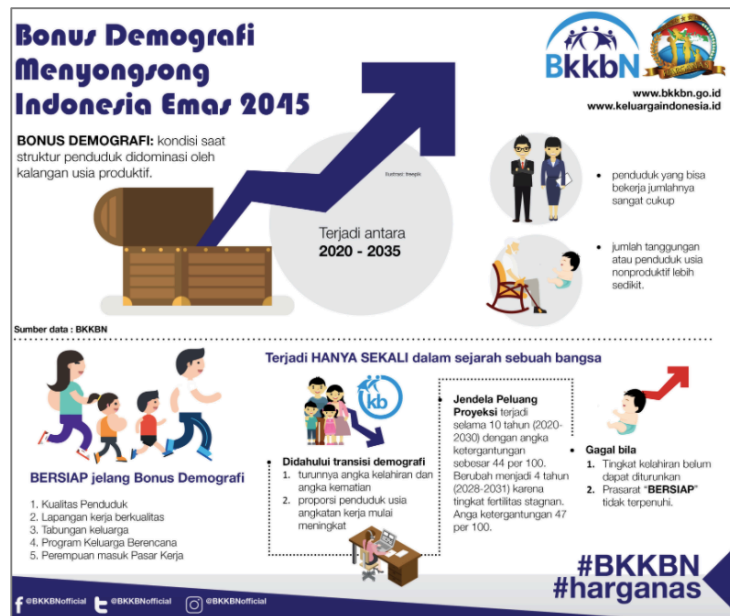 Bonus Demografi
Menyongsong
Indonesia Emas 2045
BkkbN
www.bkkbn.go.id
www.keluargaindonesia.id
BONUS DEMOGRAFI: kondisi saat
struktur penduduk didominasi oleh
kalangan usia produktif.
Ilustrasi : freepik
Terjadi antara
2020 - 2035
• penduduk yang bisa
bekerja jumlahnya
sangat cukup
• jumlah tanggungan
atau penduduk usia
nonproduktif lebih
sedikit.
Sumber data : BKKBN
Terjadi HANYA SEKALI dalam sejarah sebuah bangsa
BERSIAP jelang Bonus Demografi
1. Kualitas Penduduk
2. Lapangan kerja berkualitas
3. Tabungan keluarga
4. Program Keluarga Berencana
5. Perempuan masuk Pasar Kerja
kb
• Didahului transisi demografi
1. turunnya angka kelahiran dan
angka kematian
2. proporsi penduduk usia
angkatan kerja mulai
meningkat
• Jendela Peluang
Proyeksi terjadi
selama 10 tahun (2020-
2030) dengan angka
ketergantungan
sebesar 44 per 100.
Berubah menjadi 4 tahun
(2028-2031) karena
tingkat fertilitas stagnan.
Anga ketergantungan 47
per 100.
• Gagal bila
1. Tingkat kelahiran belum
dapat diturunkan
2. Prasarat "BERSIAP"
tidak terpenuhi.
#BKKBN
#harganas
@BKKBNofficial
@BKKBNofficial
@BKKBNofficial